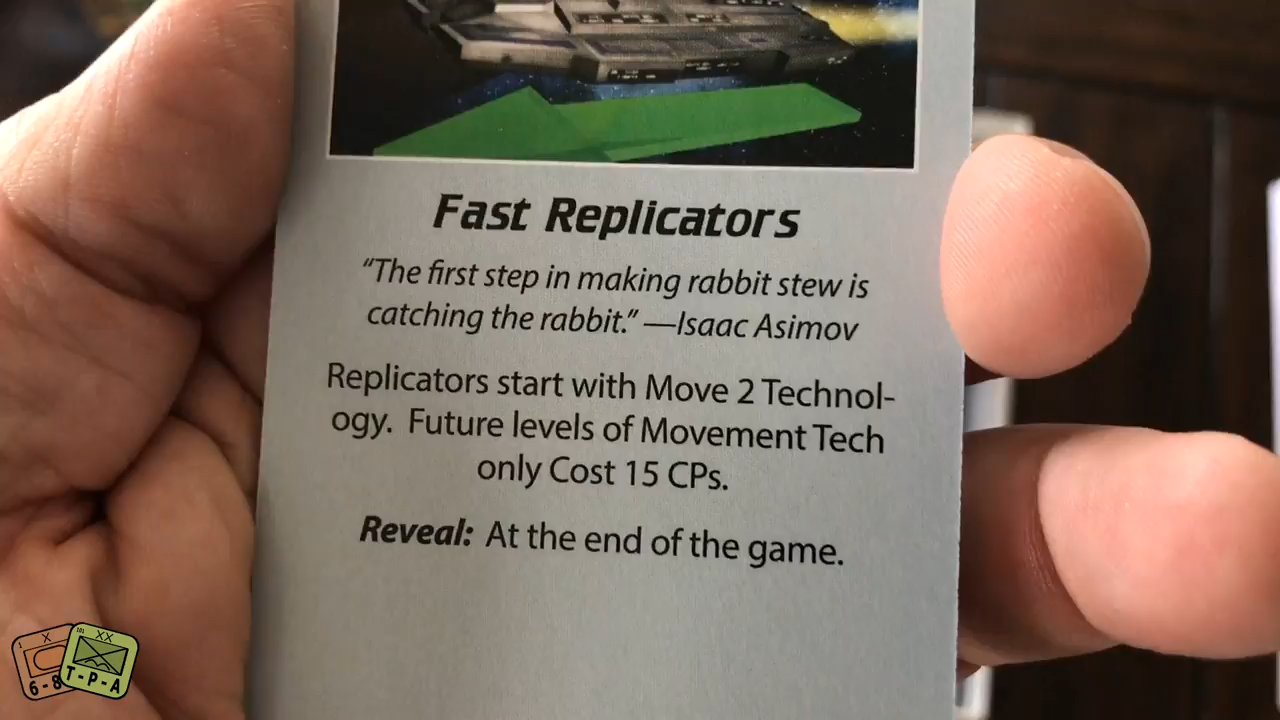 Fast Replicators
“The first step in making rabbit stew is
catching the rabbit.” —Isaac Asimov
Replicators start with Move 2 Technol-
ogy. Future levels of Movement Tech
only Cost 15 CPs.
Reveal: At the end of the game.
X
XX
6-8
T-P-A